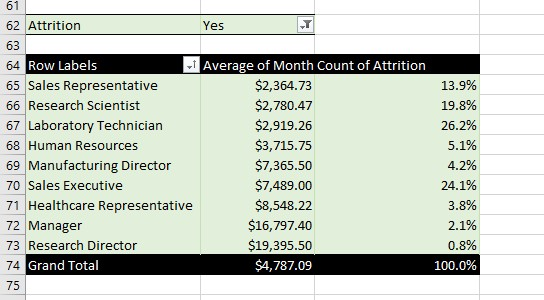 61
62 Attrition Yes
63
64 Row Labels Average of Month Count of Attrition
65 Sales Representative $2,364.73 13.9%
66 Research Scientist $2,780.47 19.8%
67 Laboratory Technician $2,919.26 26.2%
68 Human Resources $3,715.75 5.1%
69 Manufacturing Director $7,365.50 4.2%
70 Sales Executive $7,489.00 24.1%
71 Healthcare Representative $8,548.22 3.8%
72 Manager $16,797.40 2.1%
73 Research Director $19,395.50 0.8%
74 Grand Total $4,787.09 100.0%
75